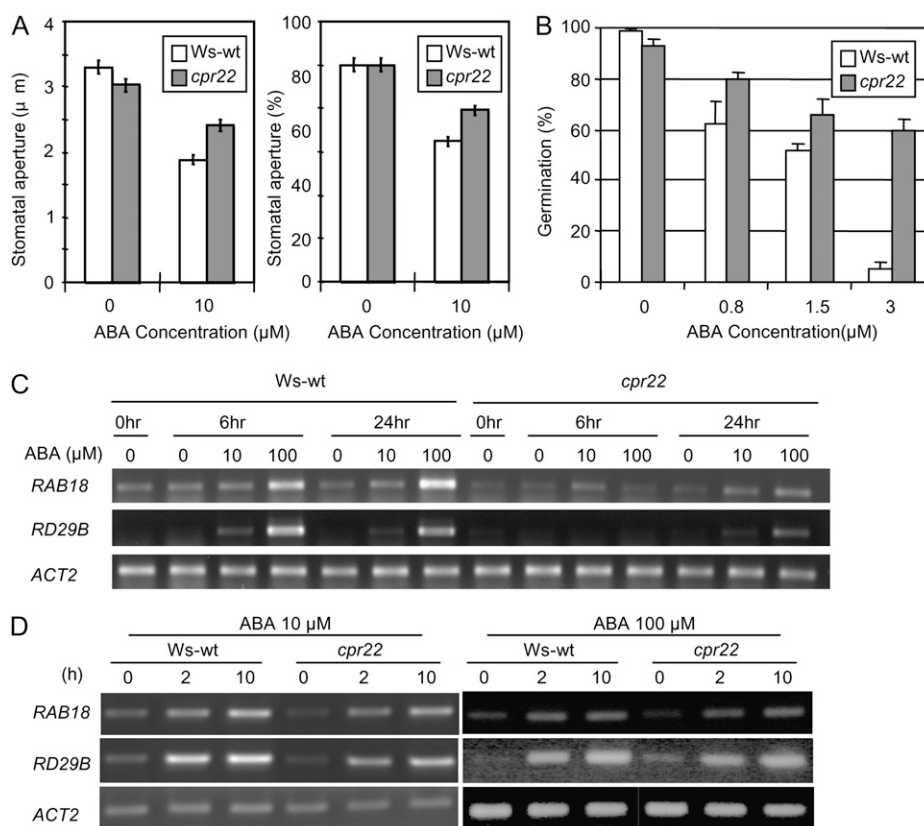 A
Stomatal aperture (µ m)
4
3
2
1
0
Ws-wt
cpr22
0
10
ABA Concentration (µM)
Stomatal aperture (%)
100
80
60
40
20
0
Ws-wt
cpr22
0
10
ABA Concentration (µM)
B
Germination (%)
100
80
60
40
20
0
Ws-wt
cpr22
0
0.8
1.5
3
ABA Concentration(µM)
C
Ws-wt
cpr22
0hr 6hr 24hr 0hr 6hr 24hr
ABA (µM) 0 0 10 100 0 10 100 0 0 10 100 0 10 100
RAB18
RD29B
ACT2
D
ABA 10 µM
ABA 100 µM
Ws-wt cpr22 Ws-wt cpr22
(h) 0 2 10 0 2 10 0 2 10 0 2 10
RAB18
RD29B
ACT2